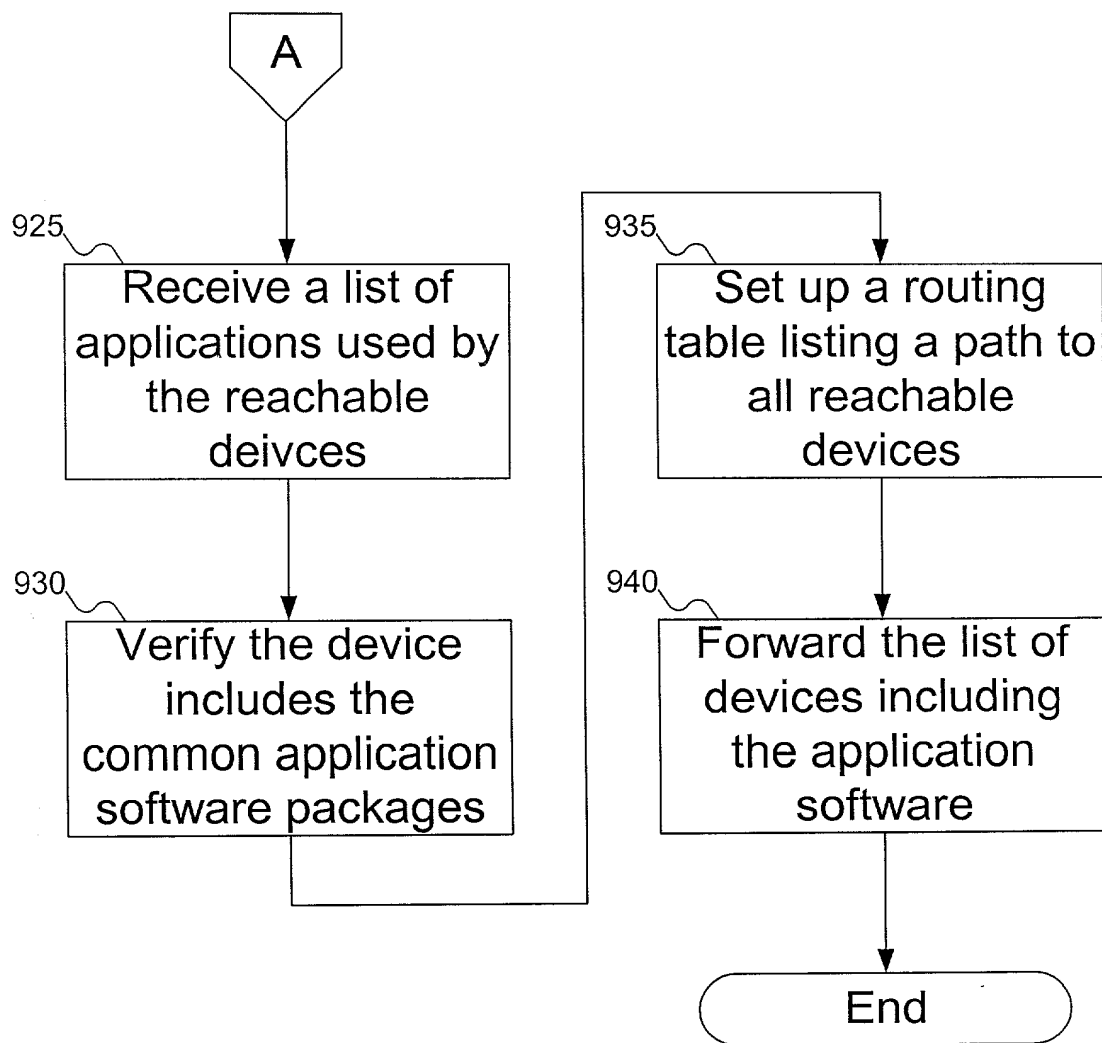 A
925
Receive a list of
applications used by
the reachable
deivces
930
Verify the device
includes the
common application
software packages
935
Set up a routing
table listing a path to
all reachable
devices
940
Forward the list of
devices including
the application
software
End